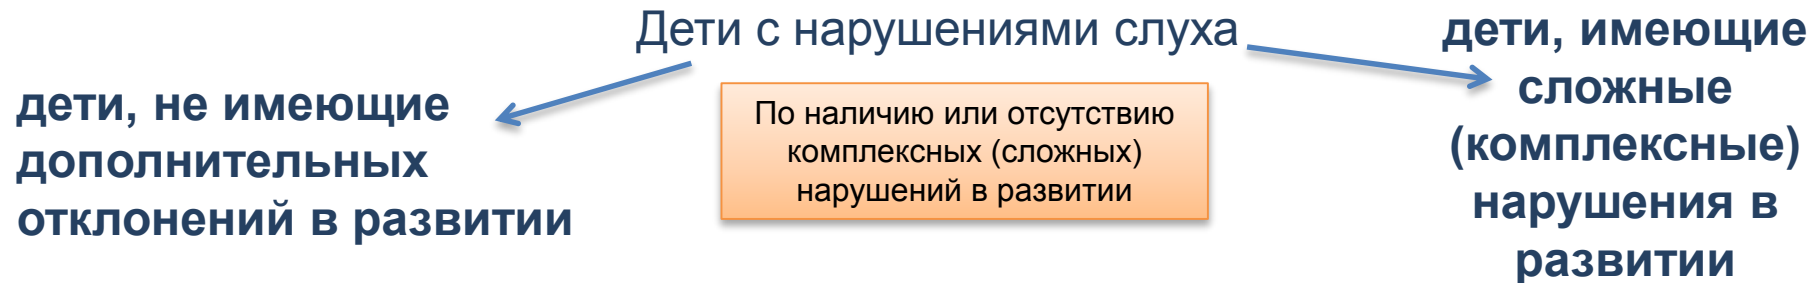 Дети с нарушениями слуха
дети, не имеющие
дополнительных
отклонений в развитии
По наличию или отсутствию
комплексных (сложных)
нарушений в развитии
дети, имеющие
сложные
(комплексные)
нарушения в
развитии